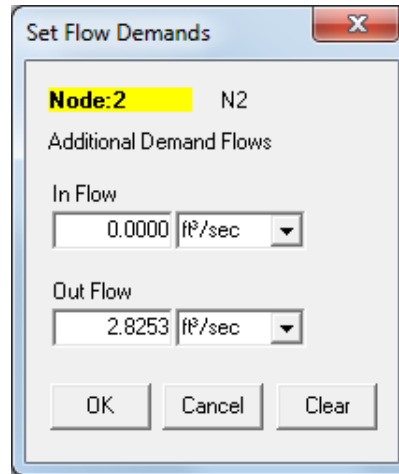 Set Flow Demands
Node:2 N2
Additional Demand Flows
In Flow
0.0000 ft³/sec
Out Flow
2.8253 ft³/sec
OK Cancel Clear